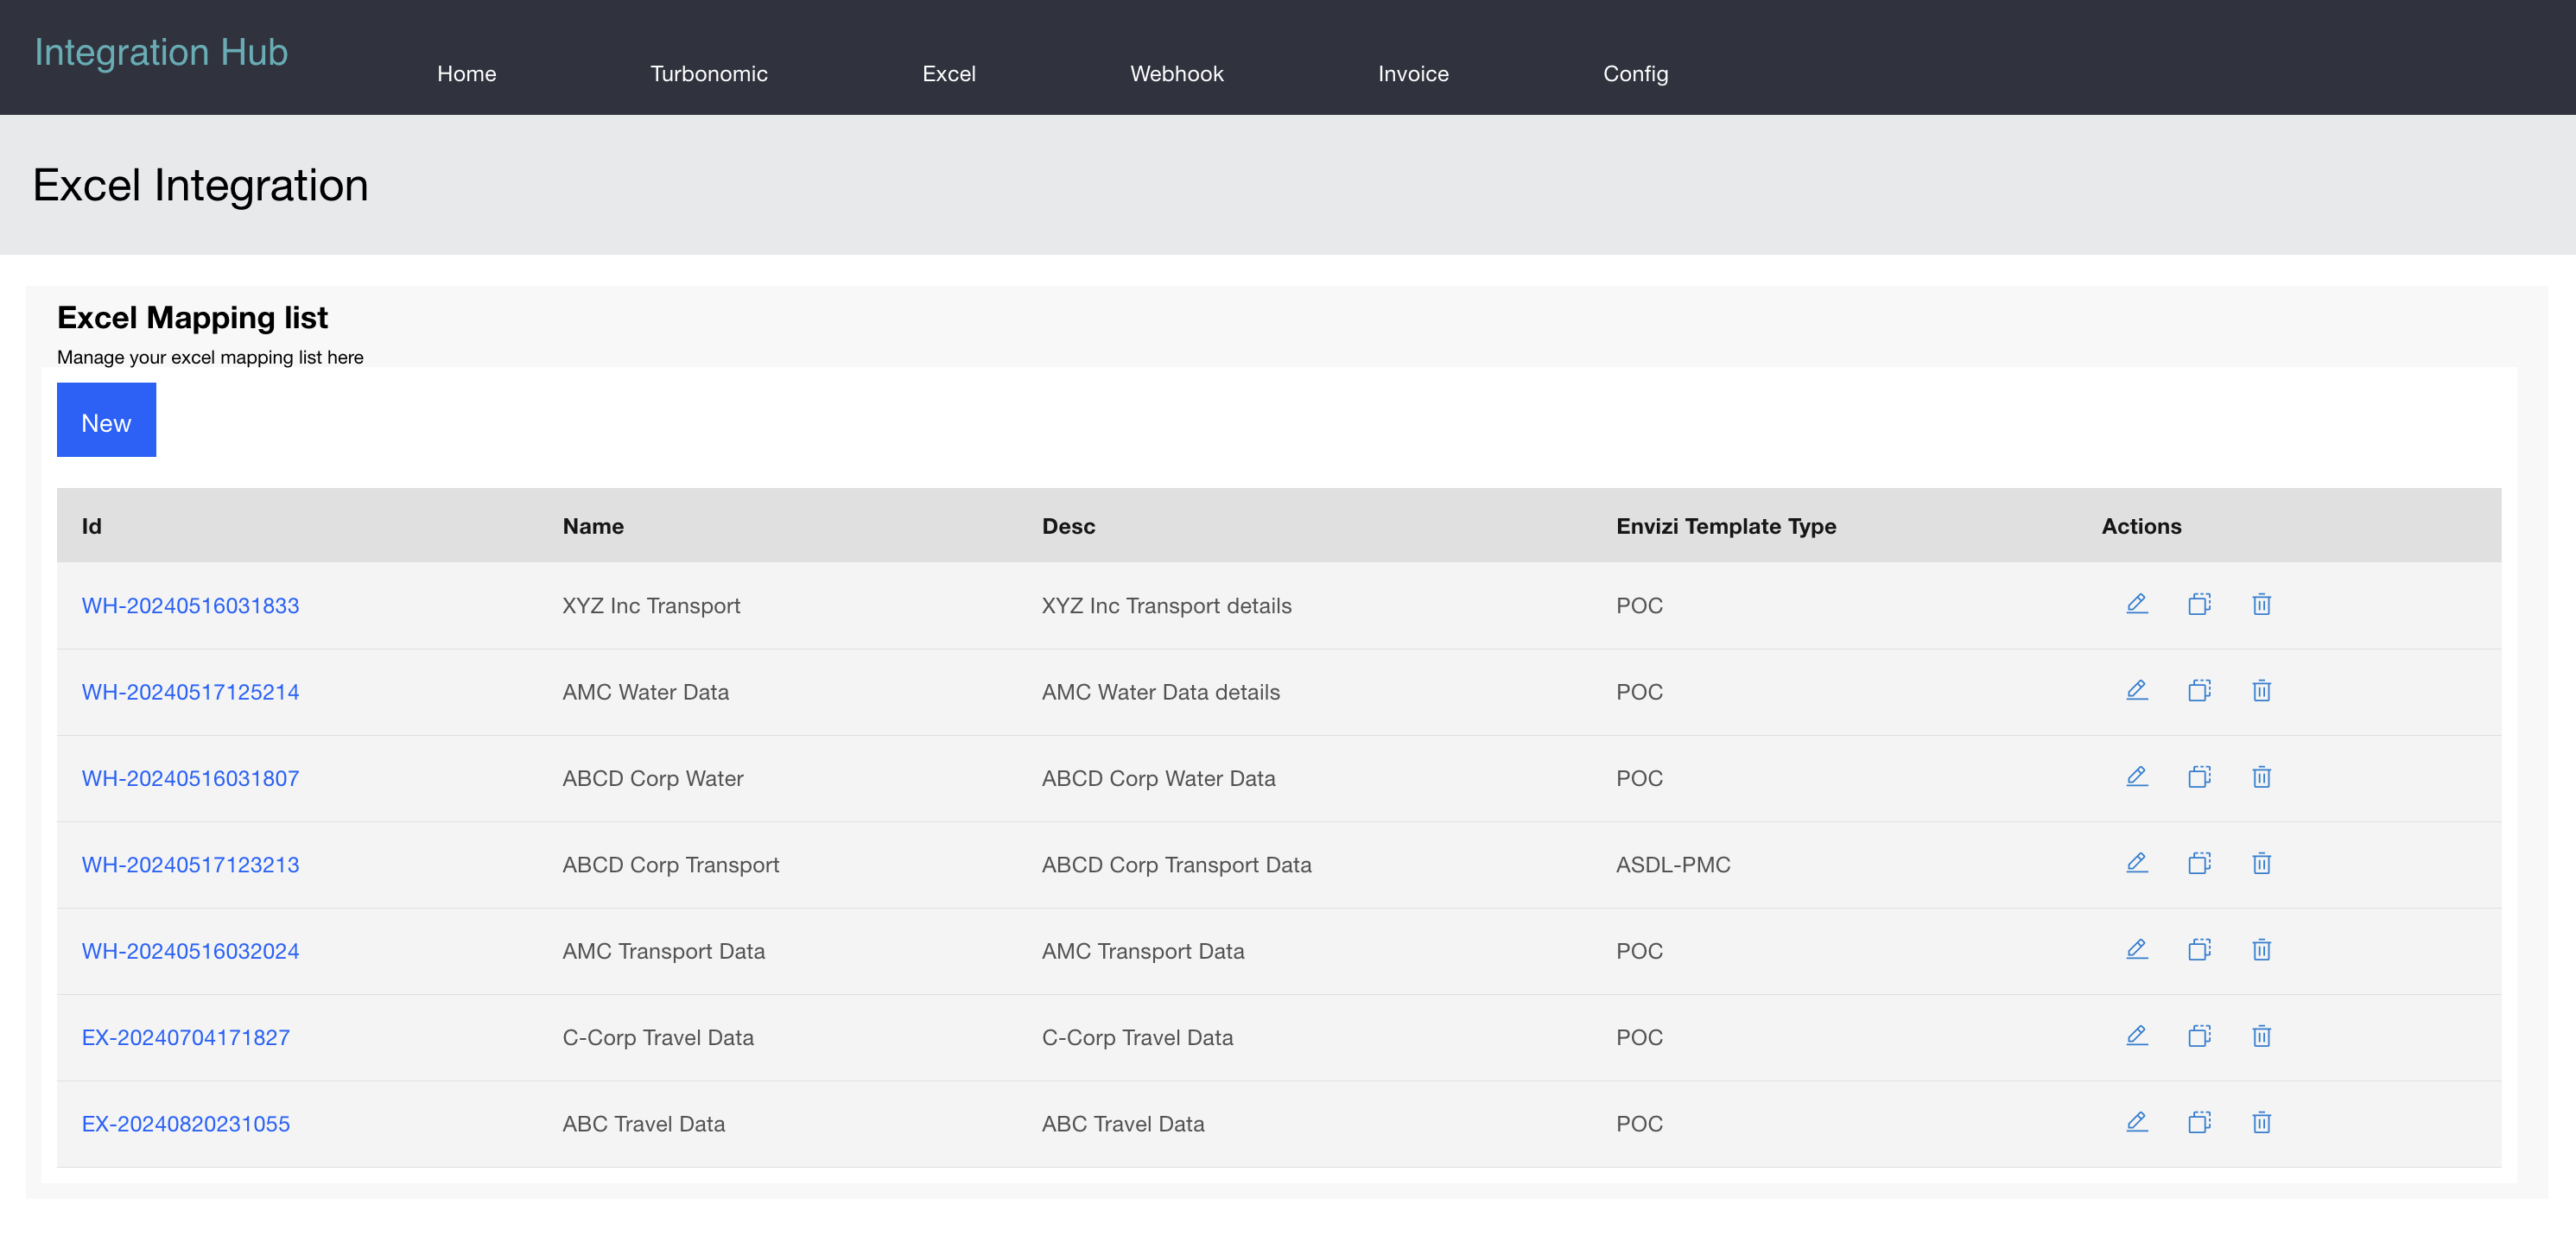 Integration Hub
Home Turbonomic Excel Webhook Invoice Config
Excel Integration
Excel Mapping list
Manage your excel mapping list here
New
Id Name Desc Envizi Template Type Actions
WH-20240516031833 XYZ Inc Transport XYZ Inc Transport details POC
WH-20240517125214 AMC Water Data AMC Water Data details POC
WH-20240516031807 ABCD Corp Water ABCD Corp Water Data POC
WH-20240517123213 ABCD Corp Transport ABCD Corp Transport Data ASDL-PMC
WH-20240516032024 AMC Transport Data AMC Transport Data POC
EX-20240704171827 C-Corp Travel Data C-Corp Travel Data POC
EX-20240820231055 ABC Travel Data ABC Travel Data POC